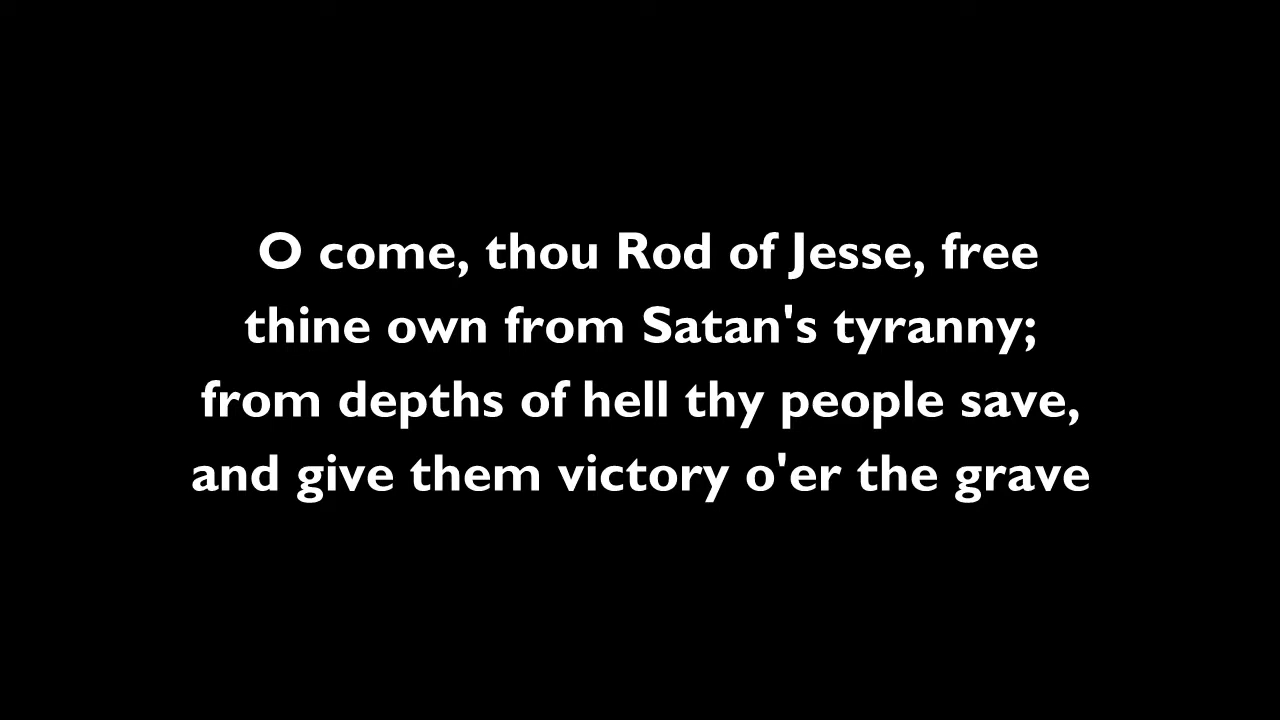 O come, thou Rod of Jesse, free
thine own from Satan's tyranny;
from depths of hell thy people save,
and give them victory o'er the grave